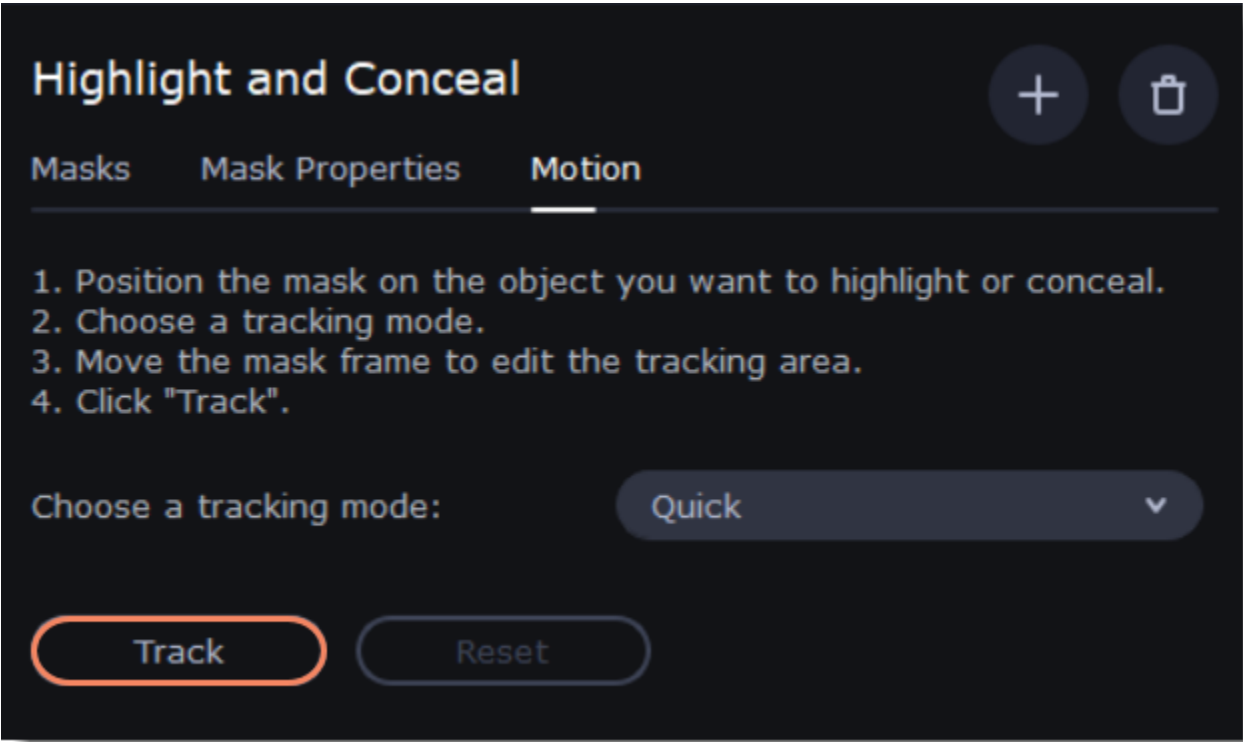 Highlight and Conceal
Masks Mask Properties Motion
1. Position the mask on the object you want to highlight or conceal.
2. Choose a tracking mode.
3. Move the mask frame to edit the tracking area.
4. Click "Track".
Choose a tracking mode: Quick
Track Reset